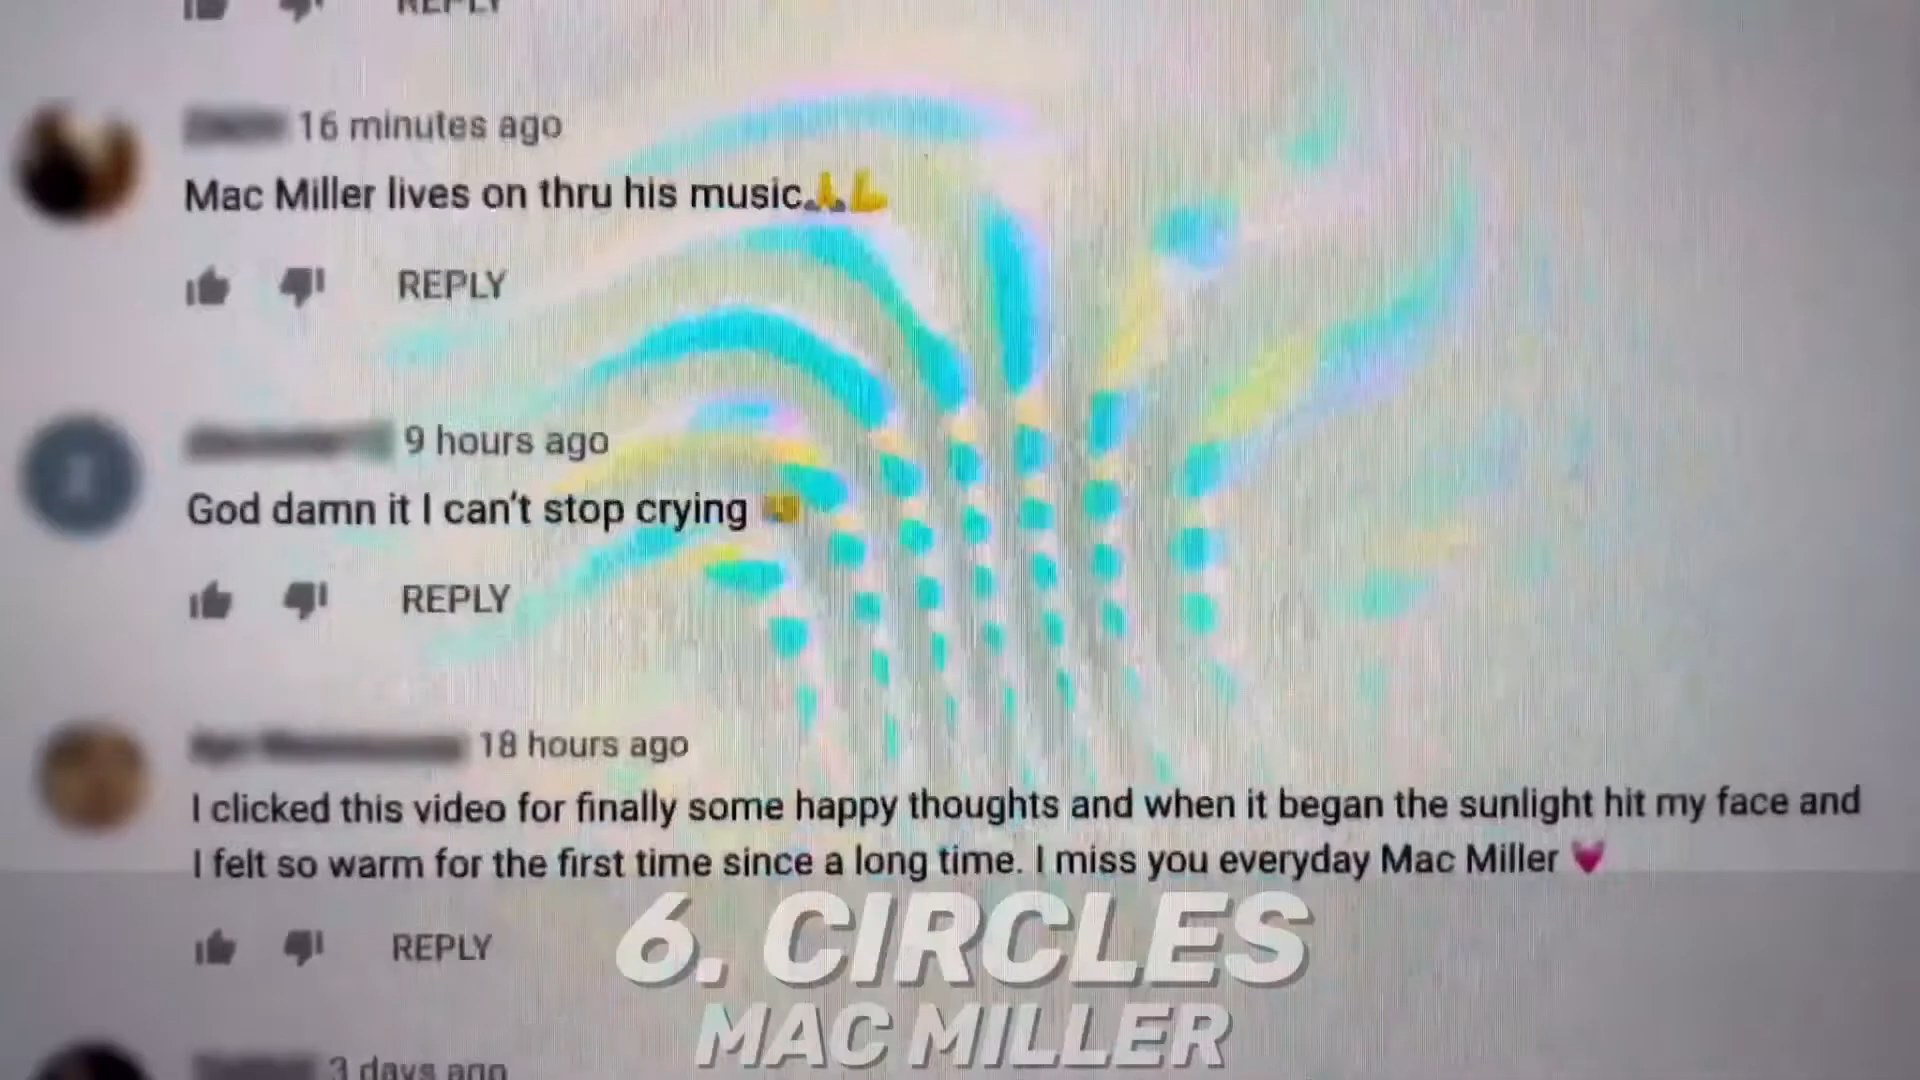 REPLY
16 minutes ago
Mac Miller lives on thru his music.
REPLY
9 hours ago
God damn it I can't stop crying
REPLY
18 hours ago
I clicked this video for finally some happy thoughts and when it began the sunlight hit my face and
I felt so warm for the first time since a long time. I miss you everyday Mac Miller
REPLY
6. CIRCLES
MAC MILLER
3 days ago